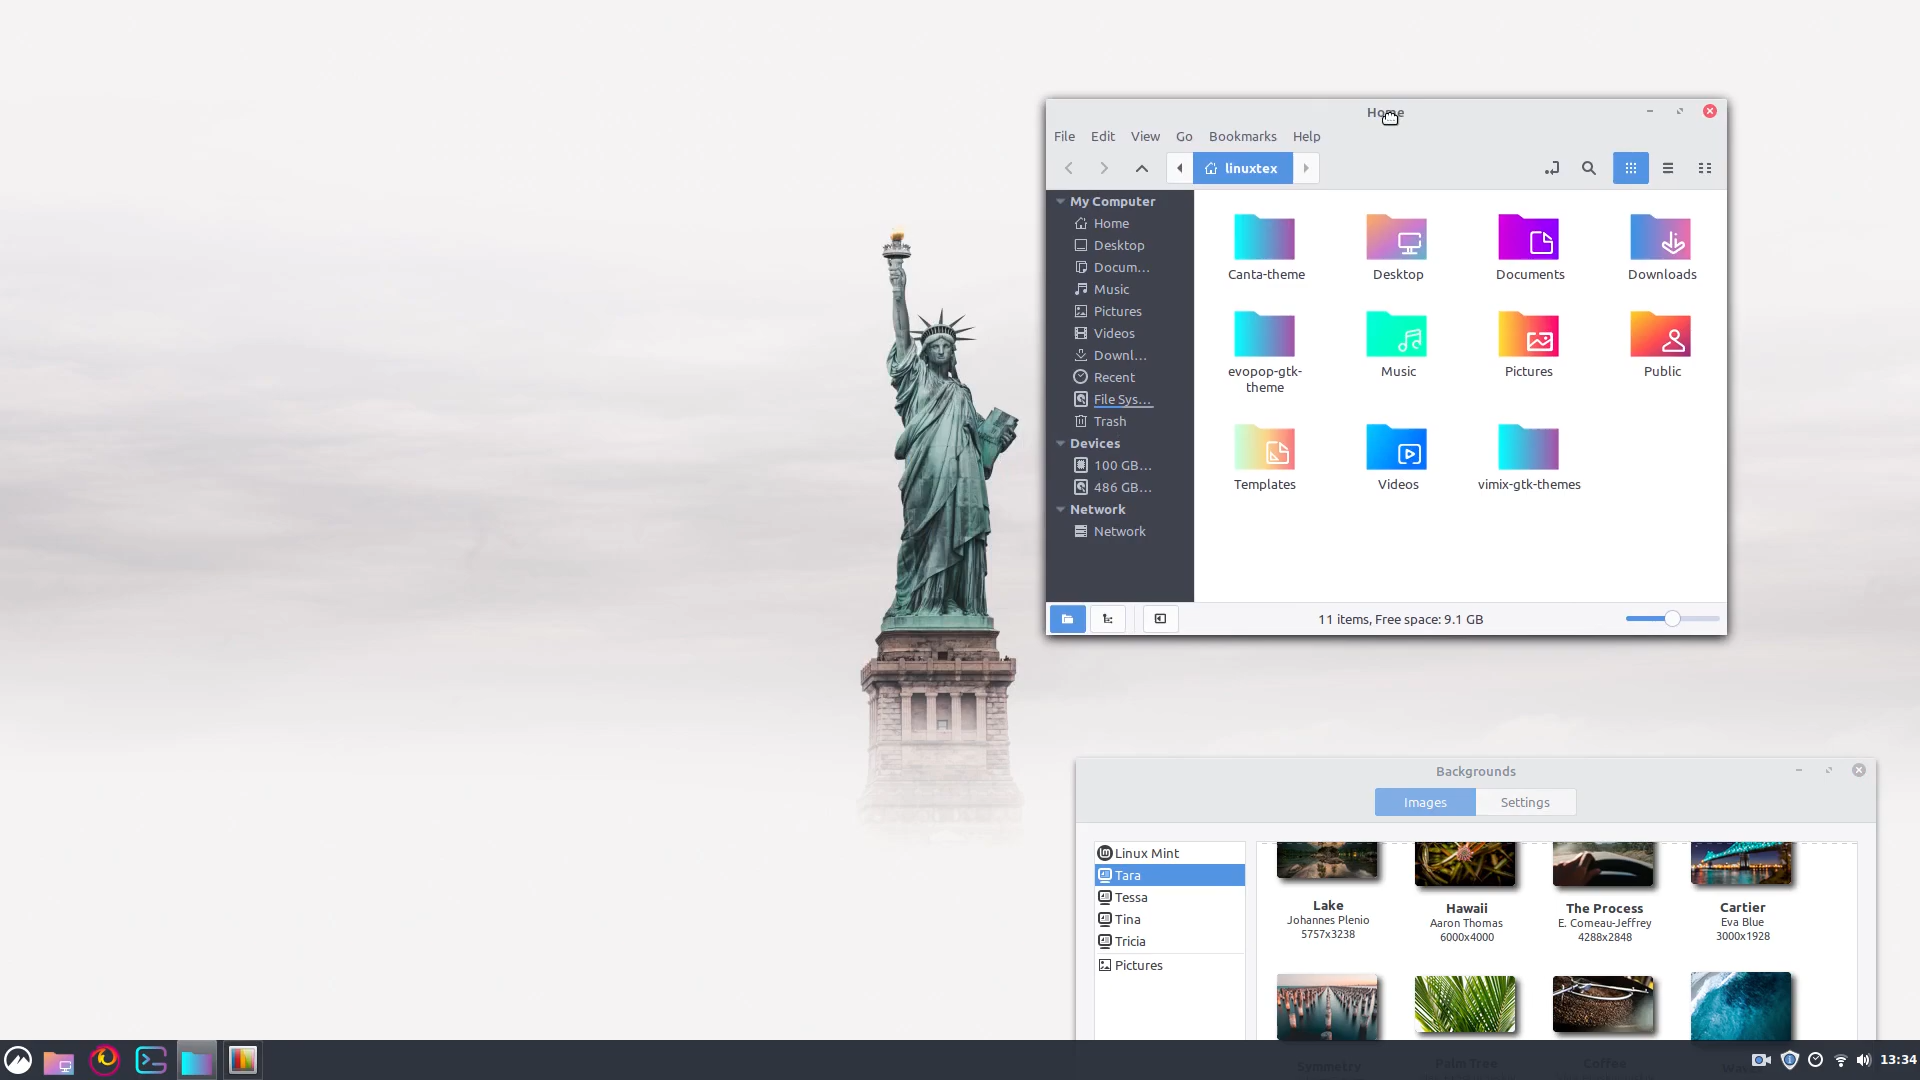 Home
File Edit View Go Bookmarks Help
linuxtex
My Computer
Home
Desktop
Docum...
Music
Pictures
Videos
Downl...
Recent
File Sys...
Trash
Devices
100 GB...
486 GB...
Network
Network
Canta-theme Desktop Documents Downloads
evopop-gtk-
theme
Music Pictures Public
Templates Videos vimix-gtk-themes
11 items, Free space: 9.1 GB
Backgrounds
Images Settings
Linux Mint
Tara
Tessa
Tina
Tricia
Pictures
Lake
Johannes Plenio
5757x3238
Hawaii
Aaron Thomas
6000x4000
The Process
E. Comeau-Jeffrey
4288x2848
Cartier
Eva Blue
3000x1928
Symmetry Palm Tree Coffee
13:34